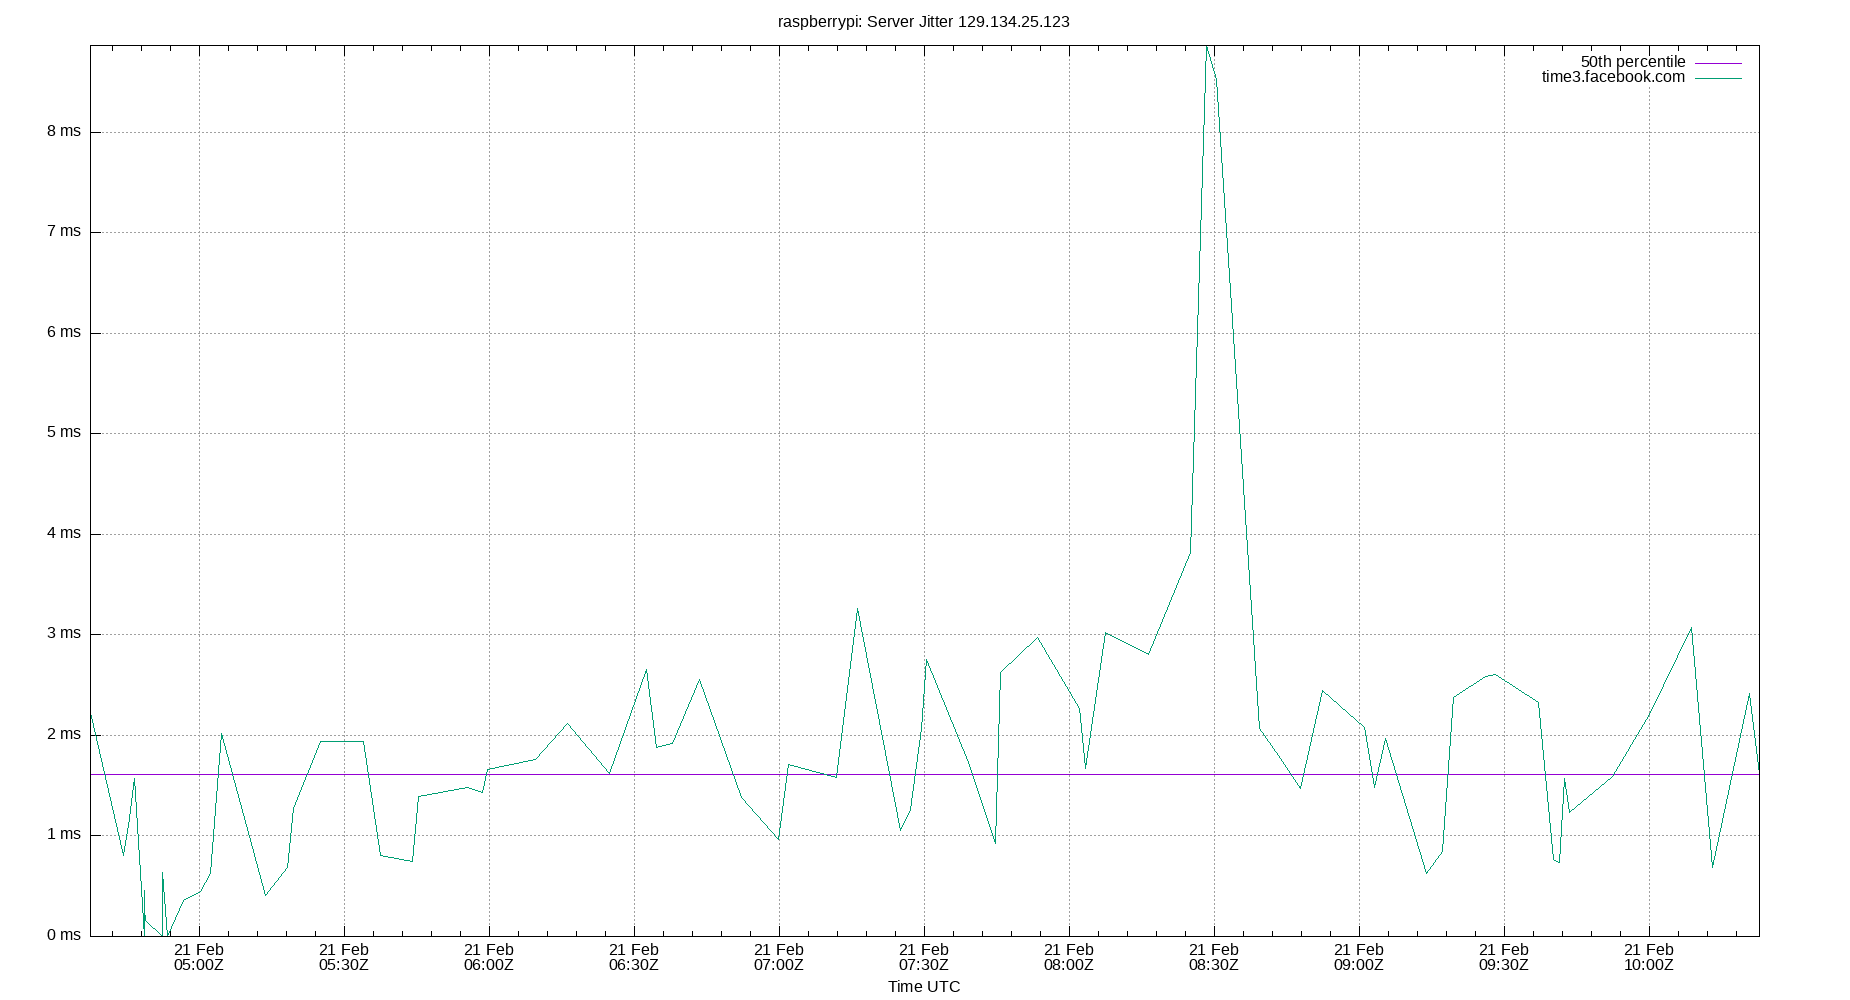 raspberrypi: Server Jitter 129.134.25.123
50th percentile
time3.facebook.com
8 ms
7 ms
6 ms
5 ms
4 ms
3 ms
2 ms
1 ms
0 ms
21 Feb 21 Feb 21 Feb 21 Feb 21 Feb 21 Feb 21 Feb 21 Feb 21 Feb 21 Feb 21 Feb
05:00Z 05:30Z 06:00Z 06:30Z 07:00Z 07:30Z 08:00Z 08:30Z 09:00Z 09:30Z 10:00Z
Time UTC